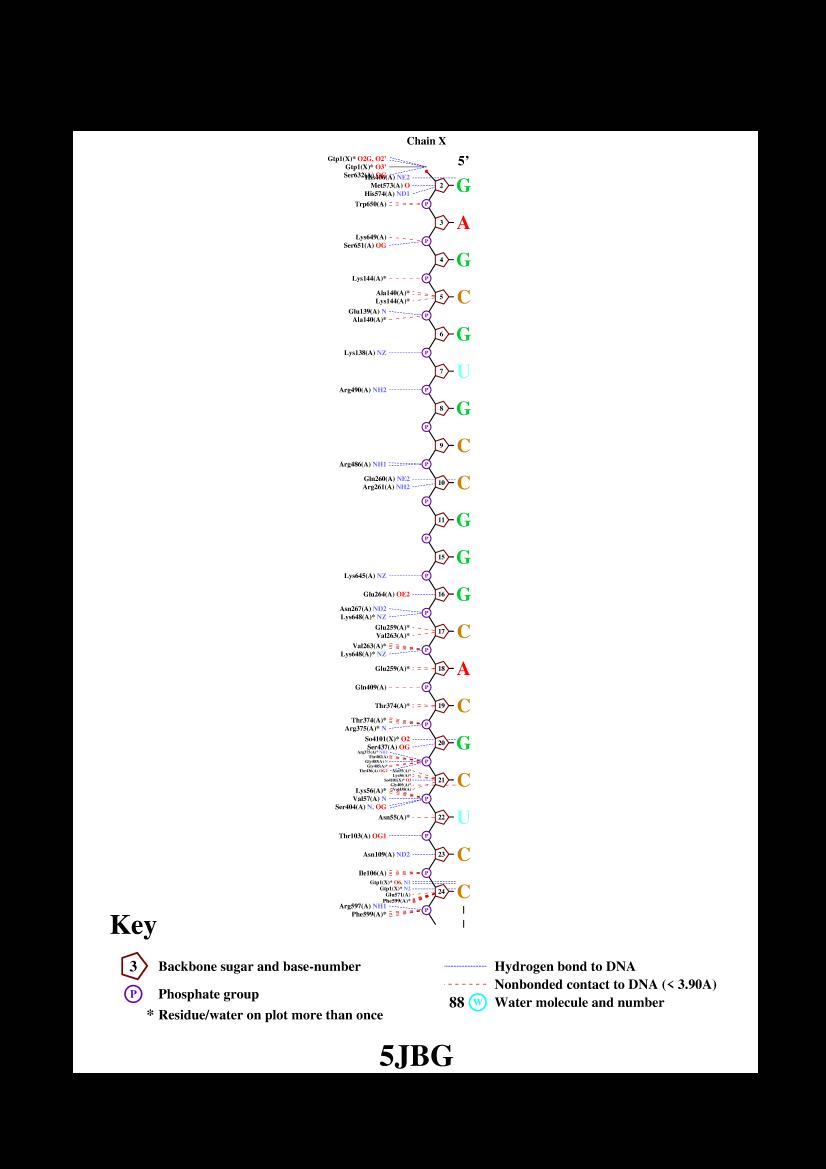 Chain X
5’
Gtp1(X)* O2G, O2'
Gtp1(X)* O3'
Ser632(A) OG
NE2
2 G
Met573(A) O
His574(A) ND1
Trp650(A) P
3 A
Lys649(A)
P
Ser651(A) OG
4 G
Lys144(A)* P
Ala140(A)*
5 C
Lys144(A)*
Glu139(A) N
P
Ala140(A)*
6 G
Lys138(A) NZ P
7 U
Arg490(A) NH2 P
8 G
P
9 C
Arg486(A) NH1 P
Gln260(A) NE2
10 C
Arg261(A) NH2
P
11 G
P
15 G
Lys645(A) NZ P
Glu264(A) OE2 16 G
Asn267(A) ND2
P
Lys648(A)* NZ
Glu259(A)*
17 C
Val263(A)*
Val263(A)*
P
Lys648(A)* NZ
Glu259(A)* 18 A
Gln409(A) P
Thr374(A)* 19 C
Thr374(A)*
P
Arg375(A)* N
So4101(X)* O2
20 G
Ser437(A) OG
P
21 C
Lys56(A)*
Val57(A) N P
Ser404(A) N, OG
Asn55(A)* 22 U
Thr103(A) OG1 P
Asn109(A) ND2 23 C
Ile106(A) P
Gtp1(X)* O6, N1
Gtp1(X)* N2
24 C
Glu571(A)
Phe599(A)*
Arg597(A) NH1
P
Phe599(A)*
Key
3 Backbone sugar and base-number
P Phosphate group
* Residue/water on plot more than once
Hydrogen bond to DNA
Nonbonded contact to DNA (< 3.90A)
88 W Water molecule and number
5JBG